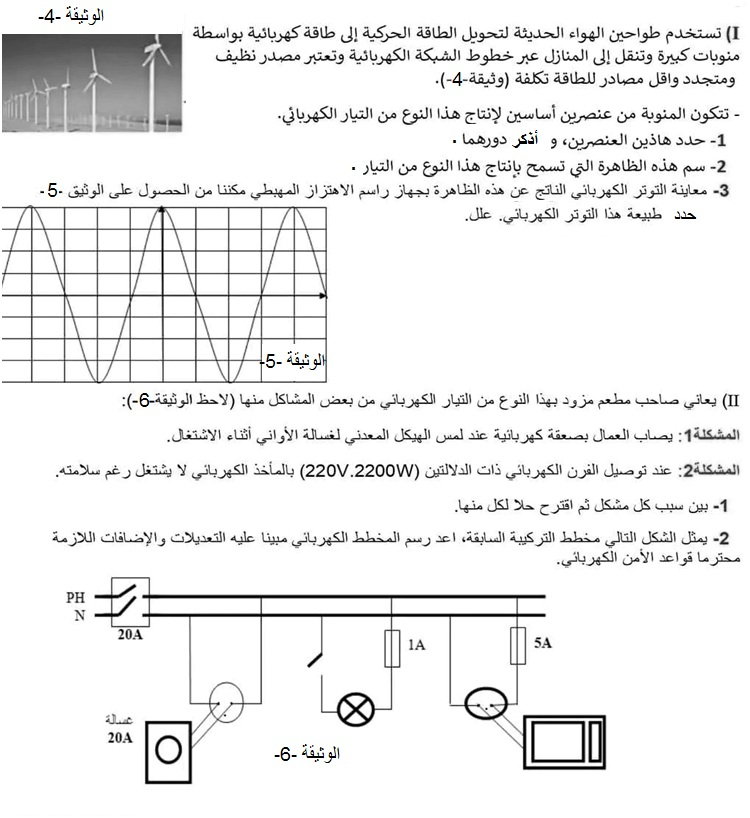 الوثيقة -4-
I) تستخدم طواحين الهواء الحديثة لتحويل الطاقة الحركية إلى طاقة كهربائية بواسطة
منوبات كبيرة وتنقل إلى المنازل عبر خطوط الشبكة الكهربائية وتعتبر مصدر نظيف
ومتجدد واقل مصادر للطاقة تكلفة (وثيقة-4-).
- تتكون المنوبة من عنصرين أساسين لإنتاج هذا النوع من التيار الكهربائي.
1- حدد هاذين العنصرين، و أذكر دورهما .
2- سم هذه الظاهرة التي تسمح بإنتاج هذا النوع من التيار .
3- معاينة التوتر الكهربائي الناتج عن هذه الظاهرة بجهاز راسم الاهتزاز المهبطي مكننا من الحصول على الوثيق -5-
حدد طبيعة هذا التوتر الكهربائي. علل.
الوثيقة -5-
II) يعاني صاحب مطعم مزود بهذا النوع من التيار الكهربائي من بعض المشاكل منها (لاحظ الوثيقة-6-):
المشكلة1: يصاب العمال بصعقة كهربائية عند لمس الهيكل المعدني لغسالة الأواني أثناء الاشتغال.
المشكلة2: عند توصيل الفرن الكهربائي ذات الدلالتين (220V.2200W) بالمأخذ الكهربائي لا يشتغل رغم سلامته.
1- بين سبب كل مشكل ثم اقترح حلا لكل منها.
2- يمثل الشكل التالي مخطط التركيبة السابقة، اعد رسم المخطط الكهربائي مبينا عليه التعديلات والإضافات اللازمة
محترما قواعد الأمن الكهربائي.
PH
N
20A
1A
5A
غسالة
20A
الوثيقة -6-